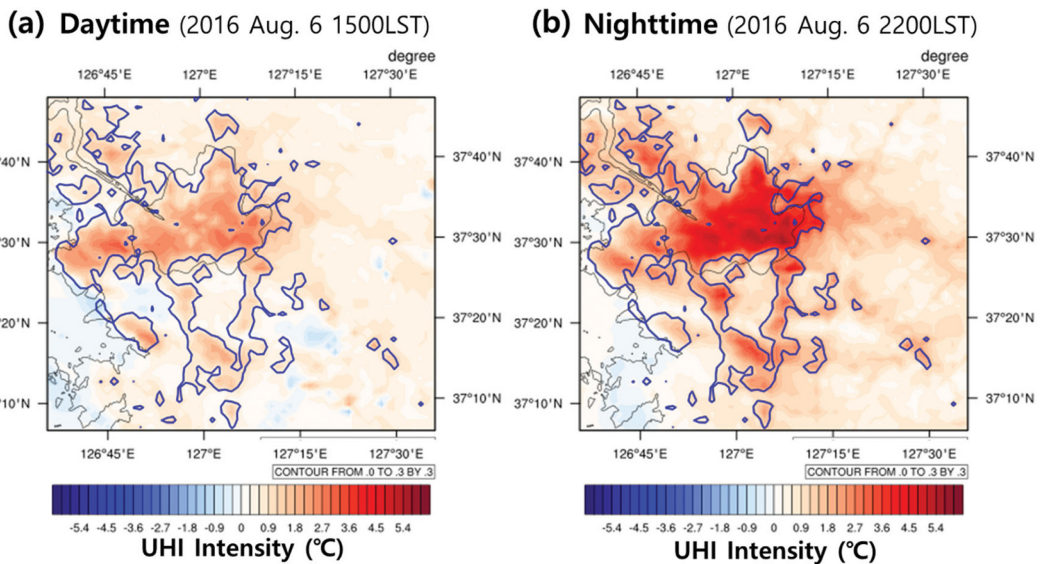 (a) Daytime (2016 Aug. 6 1500LST)
degree
126°45'E 127°E 127°15'E 127°30'E
'40'N 37°40'N
'30'N 37°30'N
'20'N 37°20'N
'10'N 37°10'N
126°45'E 127°E 127°15'E 127°30'E
CONTOUR FROM .0 TO .3 BY .3
-5.4 -4.5 -3.6 -2.7 -1.8 -0.9 0 0.9 1.8 2.7 3.6 4.5 5.4
UHI Intensity (℃)
(b) Nighttime (2016 Aug. 6 2200LST)
degree
126°45'E 127°E 127°15'E 127°30'E
37°40'N 37°40'N
37°30'N 37°30'N
37°20'N 37°20'N
37°10'N 37°10'N
126°45'E 127°E 127°15'E 127°30'E
CONTOUR FROM .0 TO .3 BY .3
-5.4 -4.5 -3.6 -2.7 -1.8 -0.9 0 0.9 1.8 2.7 3.6 4.5 5.4
UHI Intensity (℃)